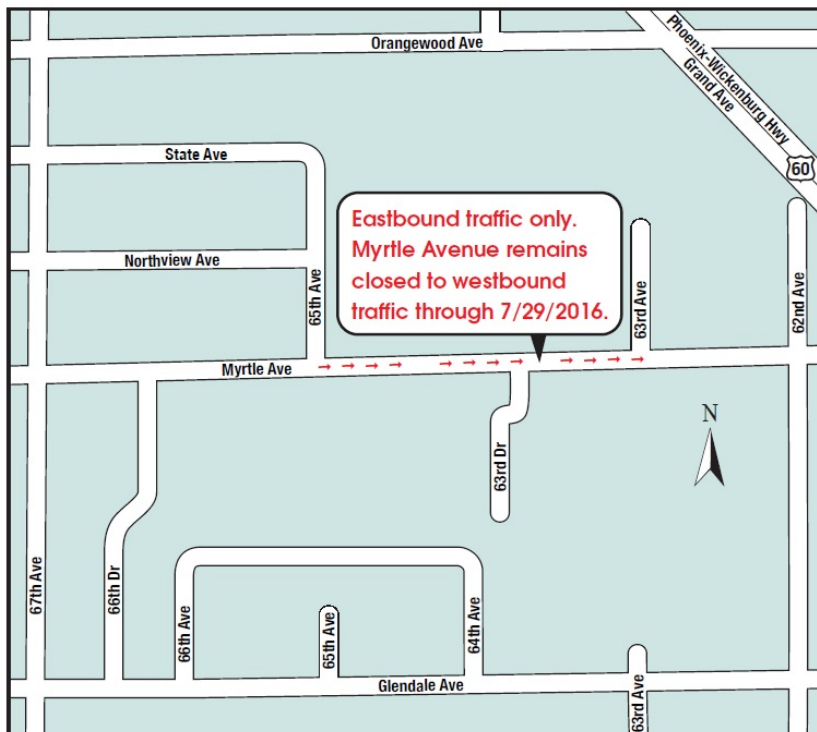 Orangewood Ave
Phoenix-Wickenburg Hwy
Grand Ave
60
State Ave
Northview Ave
65th Ave
Eastbound traffic only.
Myrtle Avenue remains
closed to westbound
traffic through 7/29/2016.
63rd Ave
62nd Ave
Myrtle Ave
N
63rd Dr
67th Ave
66th Dr
66th Ave
65th Ave
64th Ave
Glendale Ave
63rd Ave